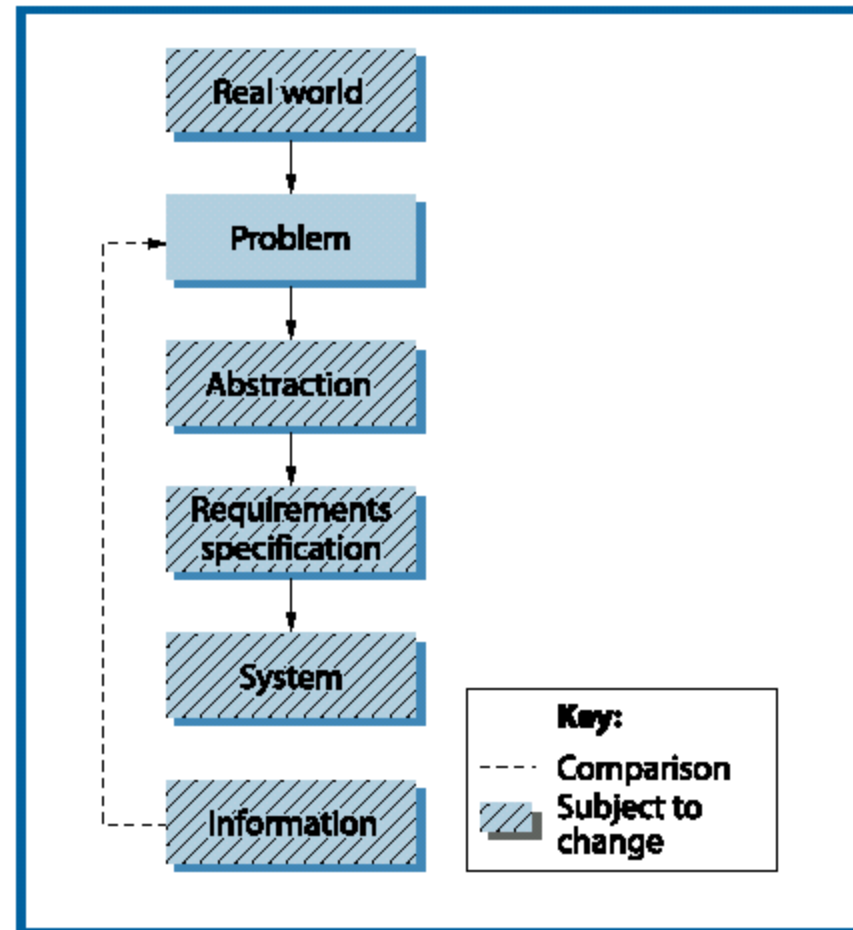 Real world
Problem
Abstraction
Requirements
specification
System
Information
Key:
Comparison
Subject to
change